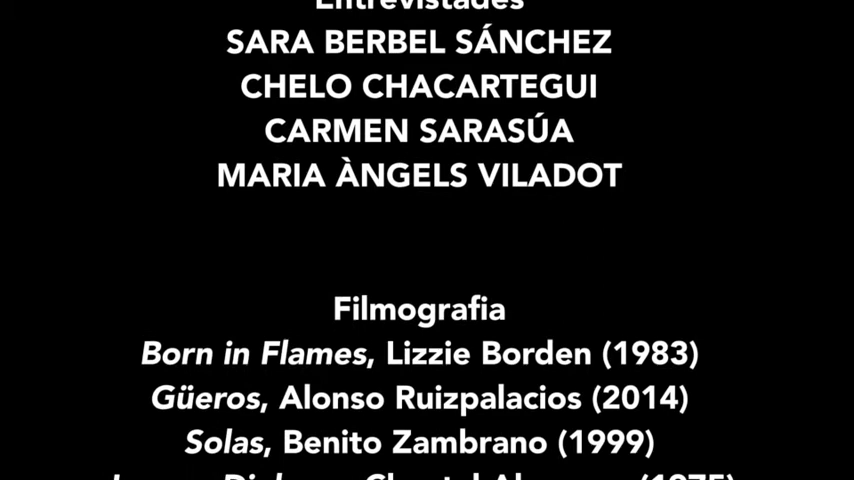 Entrevistades
SARA BERBEL SÁNCHEZ
CHELO CHACARTEGUI
CARMEN SARASÚA
MARIA ÀNGELS VILADOT
Filmografia
Born in Flames, Lizzie Borden (1983)
Güeros, Alonso Ruizpalacios (2014)
Solas, Benito Zambrano (1999)